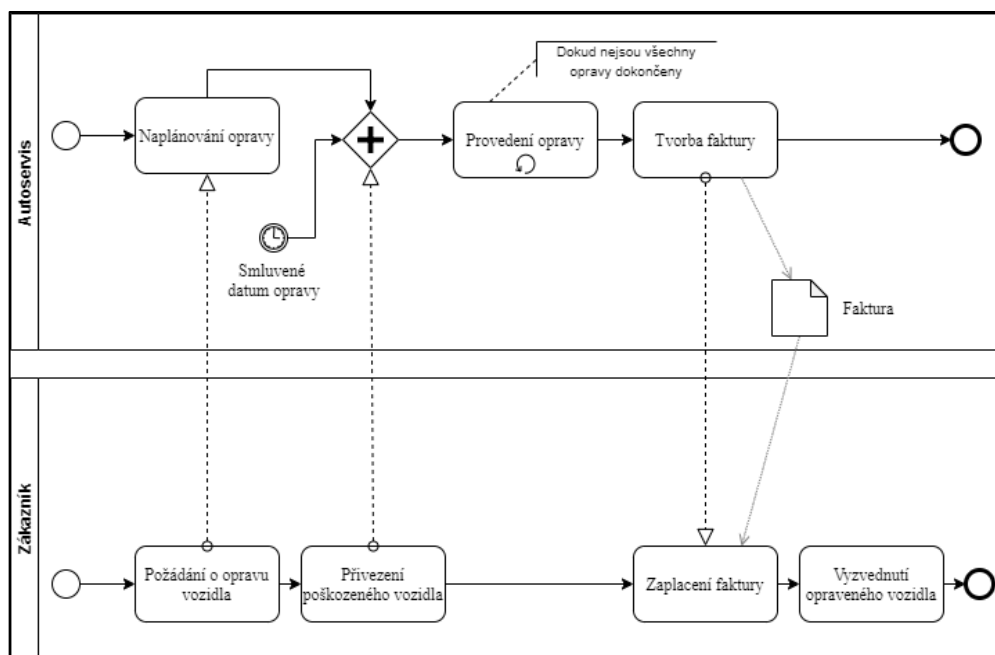 Autoservis
Dokud nejsou všechny
opravy dokončeny
Naplánování opravy
Provedení opravy
Tvorba faktury
Smluvené
datum opravy
Faktura
Zákazník
Požádání o opravu
vozidla
Přivezení
poškozeného vozidla
Zaplacení faktury
Vyzvednutí
opraveného vozidla